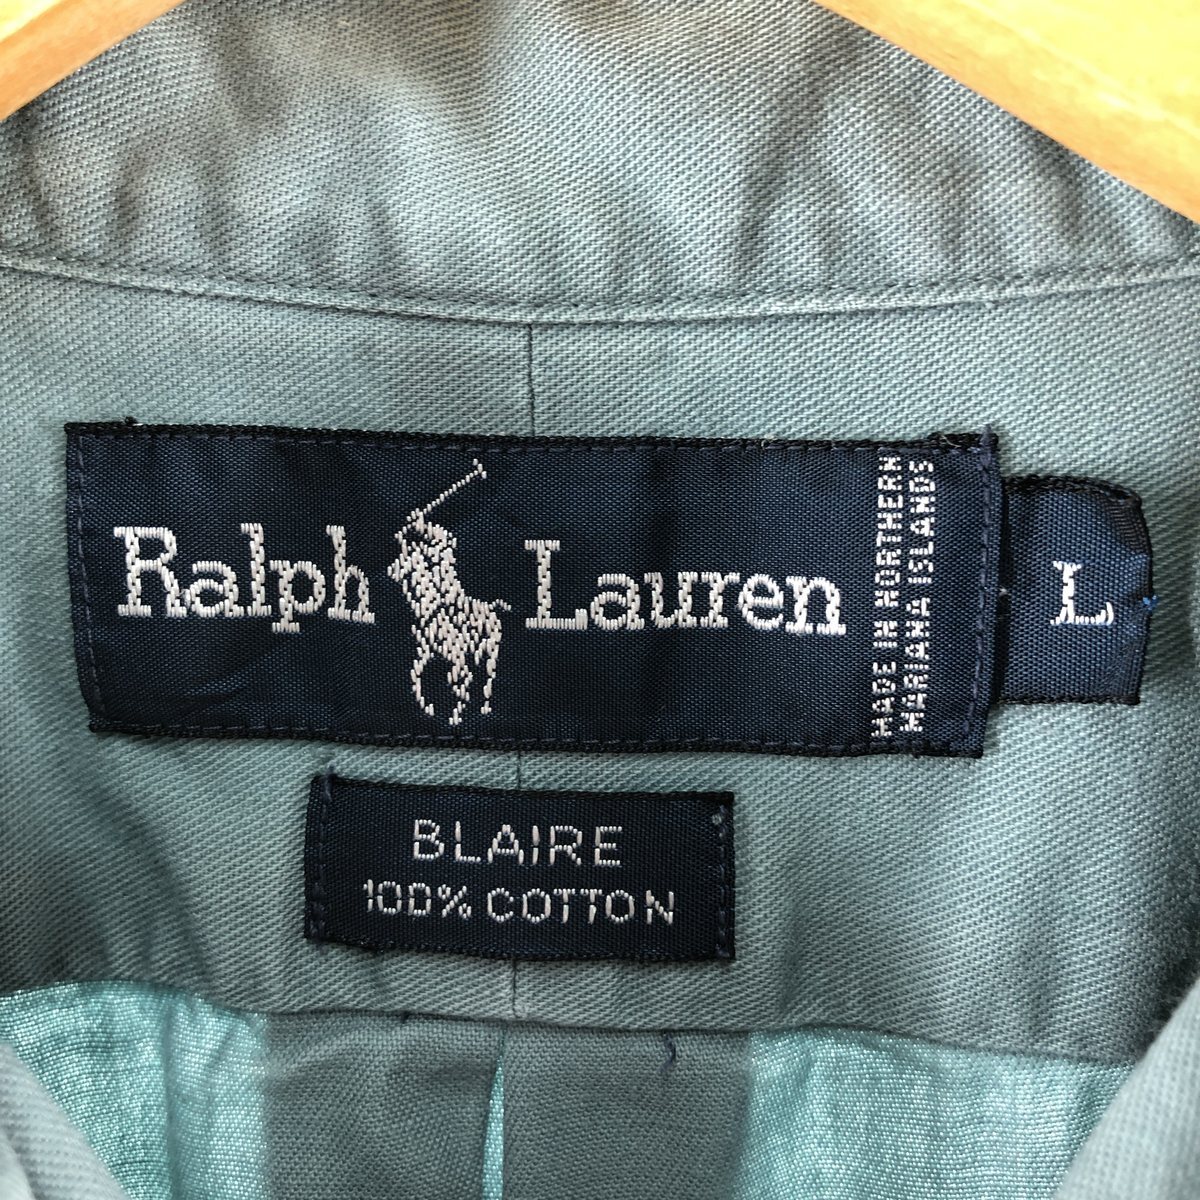 Ralph Lauren
MADE IN NORTHERN
MARIANA ISLANDS
L
BLAIRE
100% COTTON